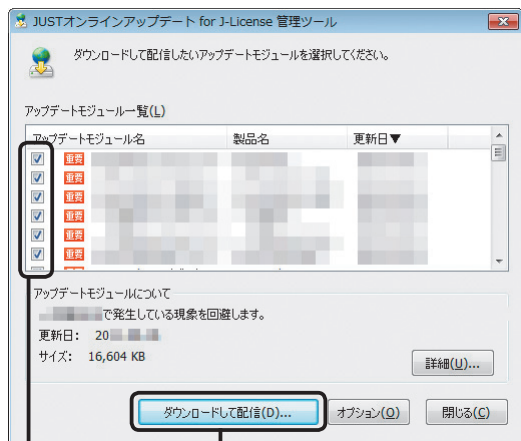 JUSTオンラインアップデート for J-License 管理ツール
ダウンロードして配信したいアップデートモジュールを選択してください。
アップデートモジュール一覧(L)
アップデートモジュール名 製品名 更新日▼
重要
重要
重要
重要
重要
重要
アップデートモジュールについて
で発生している現象を回避します。
更新日: 20
サイズ: 16,604 KB
詳細(U)...
ダウンロードして配信(D)... オプション(O) 閉じる(C)